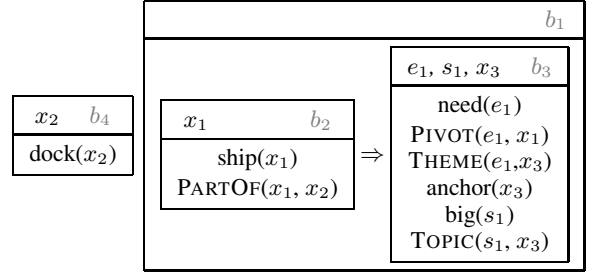 b₁
x₂ b₄
dock(x₂)
x₁ b₂
ship(x₁)
PARTOF(x₁, x₂)
⇒
e₁, s₁, x₃ b₃
need(e₁)
PIVOT(e₁, x₁)
THEME(e₁,x₃)
anchor(x₃)
big(s₁)
TOPIC(s₁, x₃)